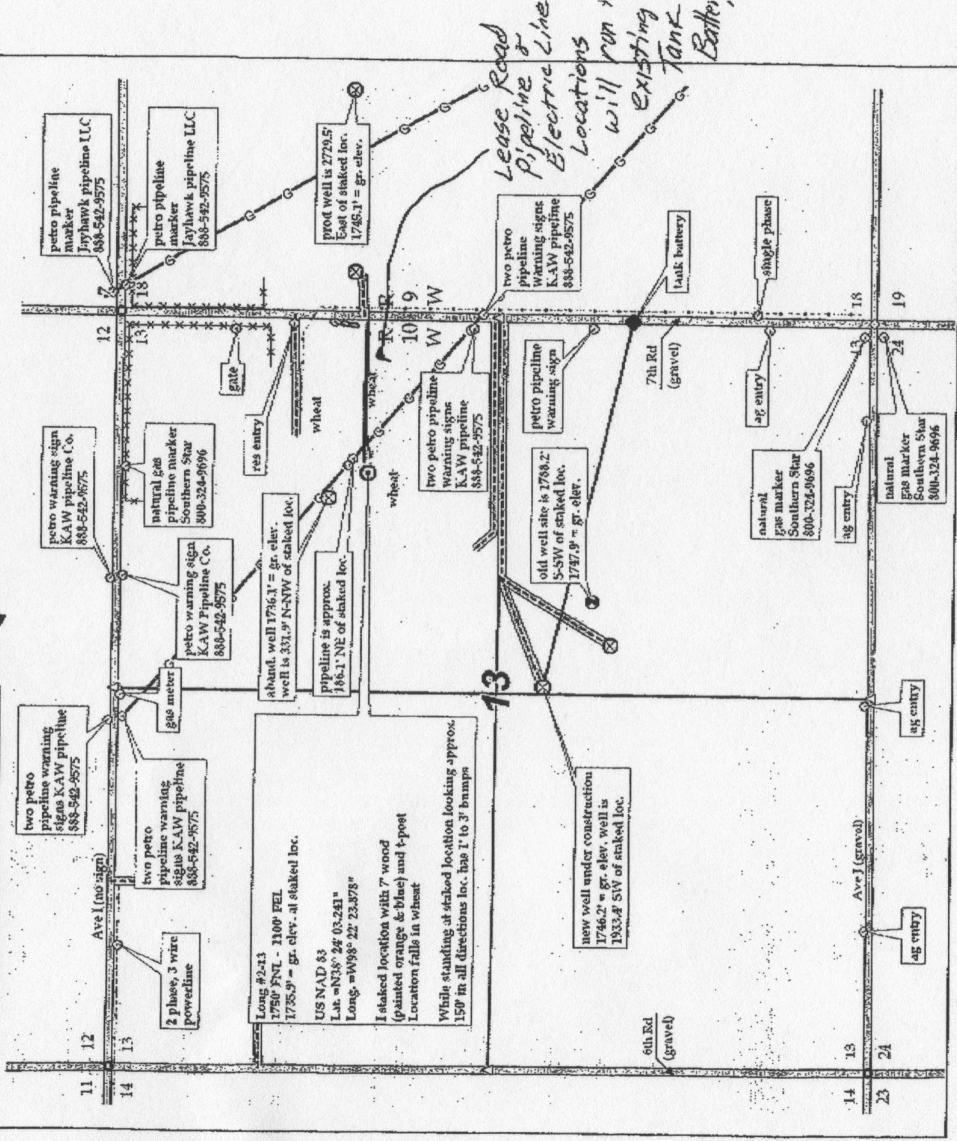 Lease Road
Pipeline &
Electric Line
Locations
will run
existing
Tank
petro pipeline
marker
Jayhawk pipeline LLC
888-542-9575
7
petro pipeline
marker
Jayhawk pipeline LLC
888-542-9575
18
prod well is 2729.5'
East of staked loc.
1745.1' = gr. elev.
12
13
gate
res entry
wheat
R R
10 9
W W
wheat
wheat
two petro
pipeline
warning signs
KAW pipeline
888-542-9575
tank battery
single phase
18
19
petro warning sign
KAW pipeline Co.
888-542-9575
natural gas
pipeline marker
Southern Star
800-324-9696
petro warning sign
KAW Pipeline Co.
888-542-9575
two petro pipeline
warning signs
KAW pipeline
888-542-9575
petro pipeline
warning sign
7th Rd
(gravel)
ag entry
13
24
aband. well 1736.1' = gr. elev.
well is 331.9' N-NW of staked loc.
pipeline is approx.
186.1' NE of staked loc.
old well site is 1788.2'
S-SW of staked loc.
1747.9' = gr. elev.
natural
gas marker
Southern Star
800-324-9696
ag entry
natural
gas marker
Southern Star
800-324-9696
gas meter
two petro
pipeline warning
signs KAW pipeline
888-542-9575
two petro
pipeline warning
signs KAW pipeline
888-542-9575
13
ag entry
Ave I (no sign)
2 phase, 3 wire
powerline
Long #2-13
1750' FNL - 1100' FEL
1735.9' = gr. elev. at staked loc.
US NAD 83
Lat. =N38° 24' 03.241"
Long. =W98° 22' 23.878"
I staked location with 7' wood
(painted orange & blue) and t-post
Location falls in wheat
While standing at staked location looking approx.
150' in all directions loc. has 1' to 3' bumps
new well under construction
1746.2' = gr. elev. well is
1933.4' SW of staked loc.
Ave J (gravel)
ag entry
11
12
14
13
6th Rd
(gravel)
14
13
23
24